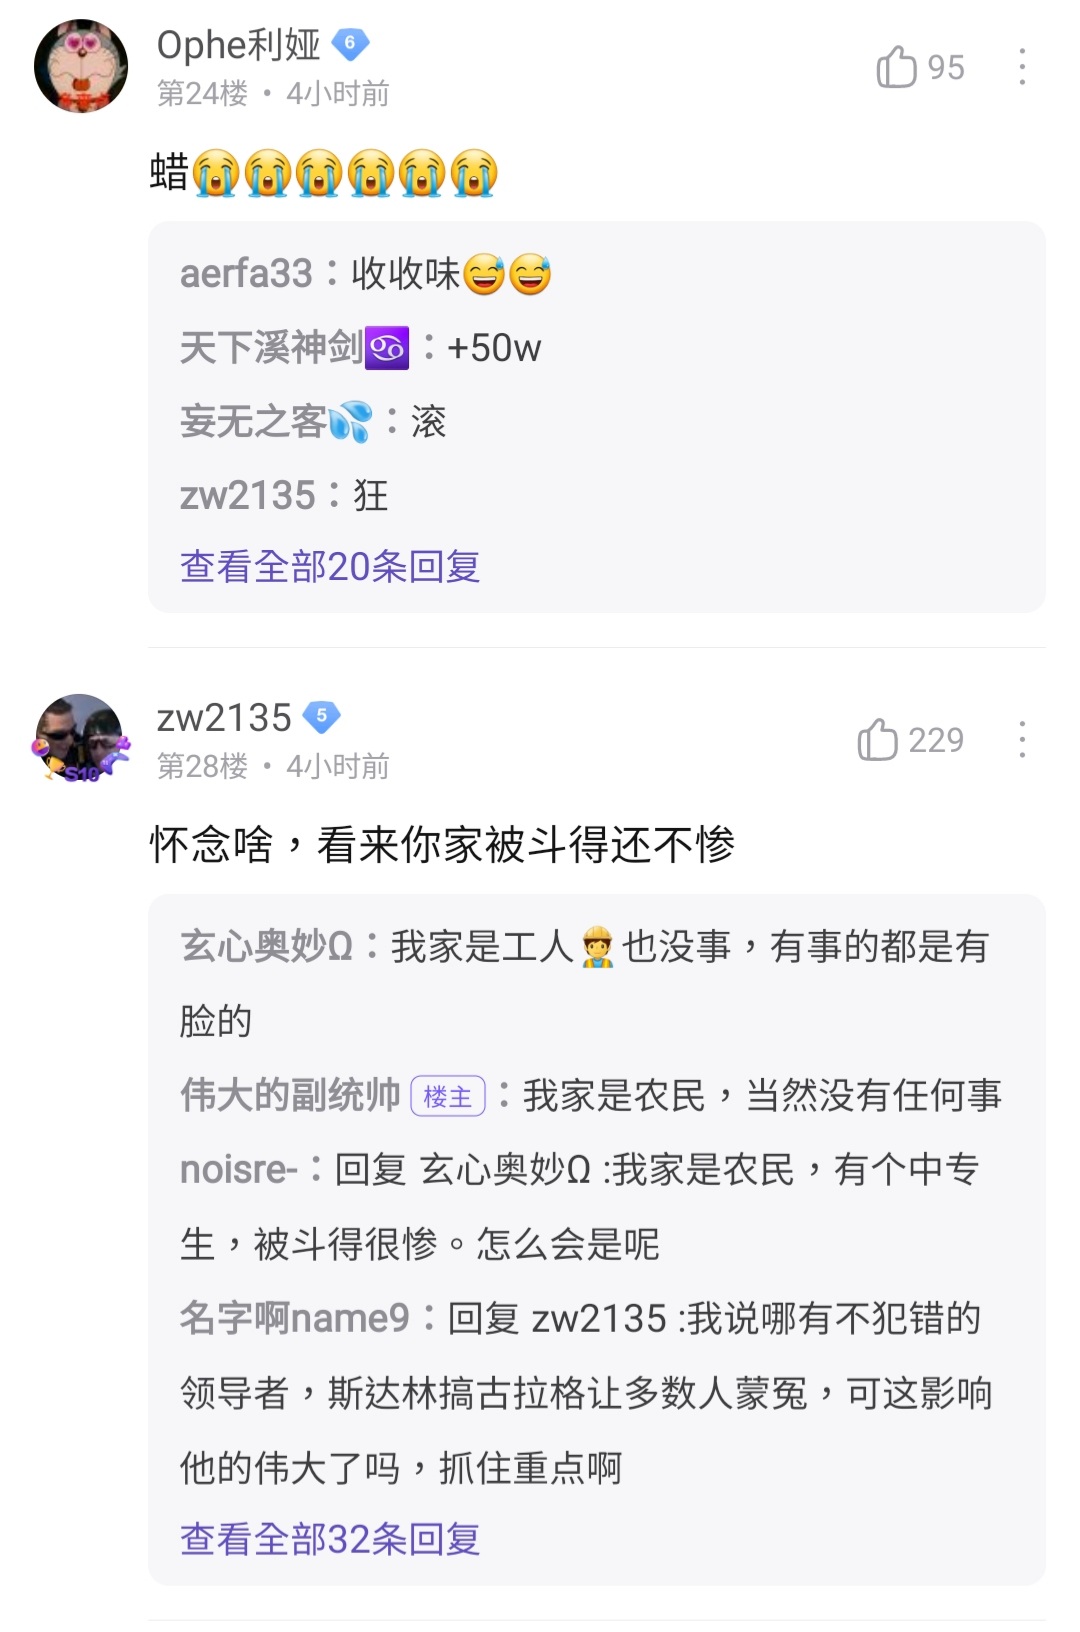 Ophe利娅 6
95
第24楼 • 4小时前
蜡😭😭😭😭😭😭
aerfa33：收收味😅😅
天下溪神剑♋：+50w
妄无之客💦：滚
zw2135：狂
查看全部20条回复
zw2135 5
229
S10
第28楼 • 4小时前
怀念啥，看来你家被斗得还不惨
玄心奥妙Ω：我家是工人👷也没事，有事的都是有
脸的
伟大的副统帅 楼主：我家是农民，当然没有任何事
noisre-：回复 玄心奥妙Ω :我家是农民，有个中专
生，被斗得很惨。怎么会是呢
名字啊name9：回复 zw2135 :我说哪有不犯错的
领导者，斯达林搞古拉格让多数人蒙冤，可这影响
他的伟大了吗，抓住重点啊
查看全部32条回复